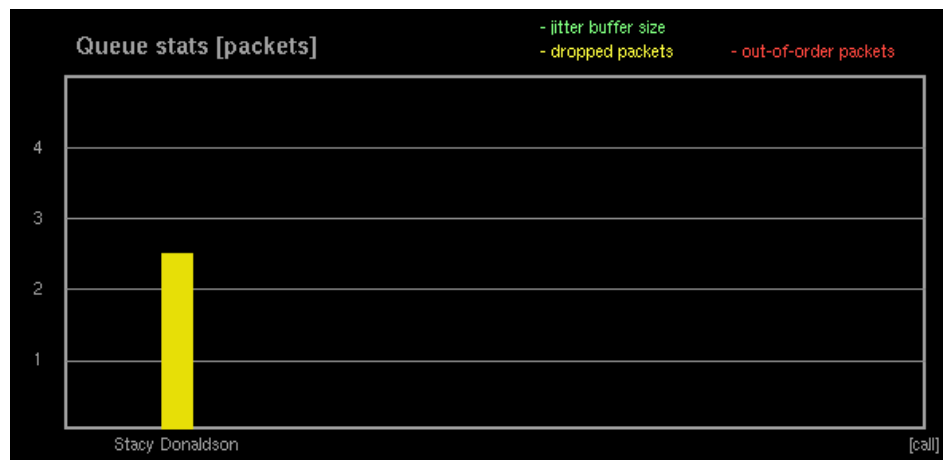 - jitter buffer size
Queue stats [packets]
- dropped packets - out-of-order packets
4
3
2
1
Stacy Donaldson [call]